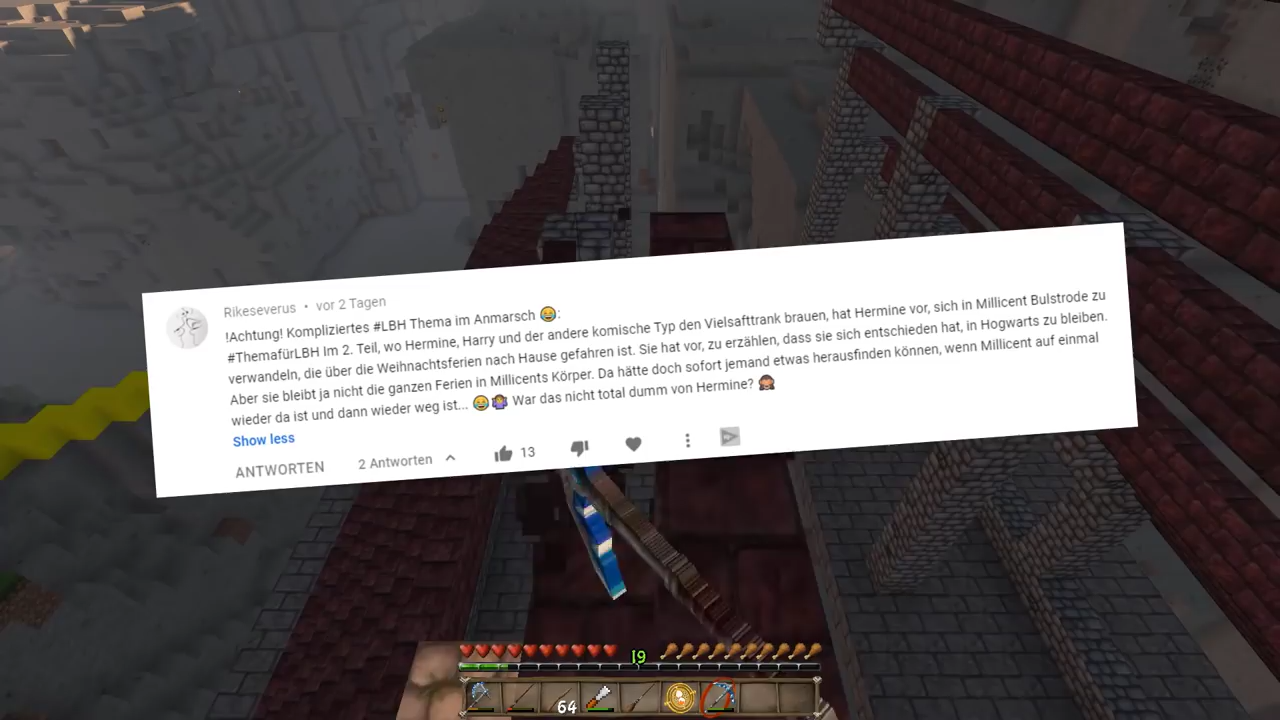 Rikeseverus • vor 2 Tagen
!Achtung! Kompliziertes #LBH Thema im Anmarsch 😂:
#ThemafürLBH Im 2. Teil, wo Hermine, Harry und der andere komische Typ den Vielsafttrank brauen, hat Hermine vor, sich in Millicent Bulstrode zu
verwandeln, die über die Weihnachtsferien nach Hause gefahren ist. Sie hat vor, zu erzählen, dass sie sich entschieden hat, in Hogwarts zu bleiben.
Aber sie bleibt ja nicht die ganzen Ferien in Millicents Körper. Da hätte doch sofort jemand etwas herausfinden können, wenn Millicent auf einmal
wieder da ist und dann wieder weg ist... 😂🤷‍♀️ War das nicht total dumm von Hermine? 🙈
Show less
ANTWORTEN 2 Antworten 13
19
64